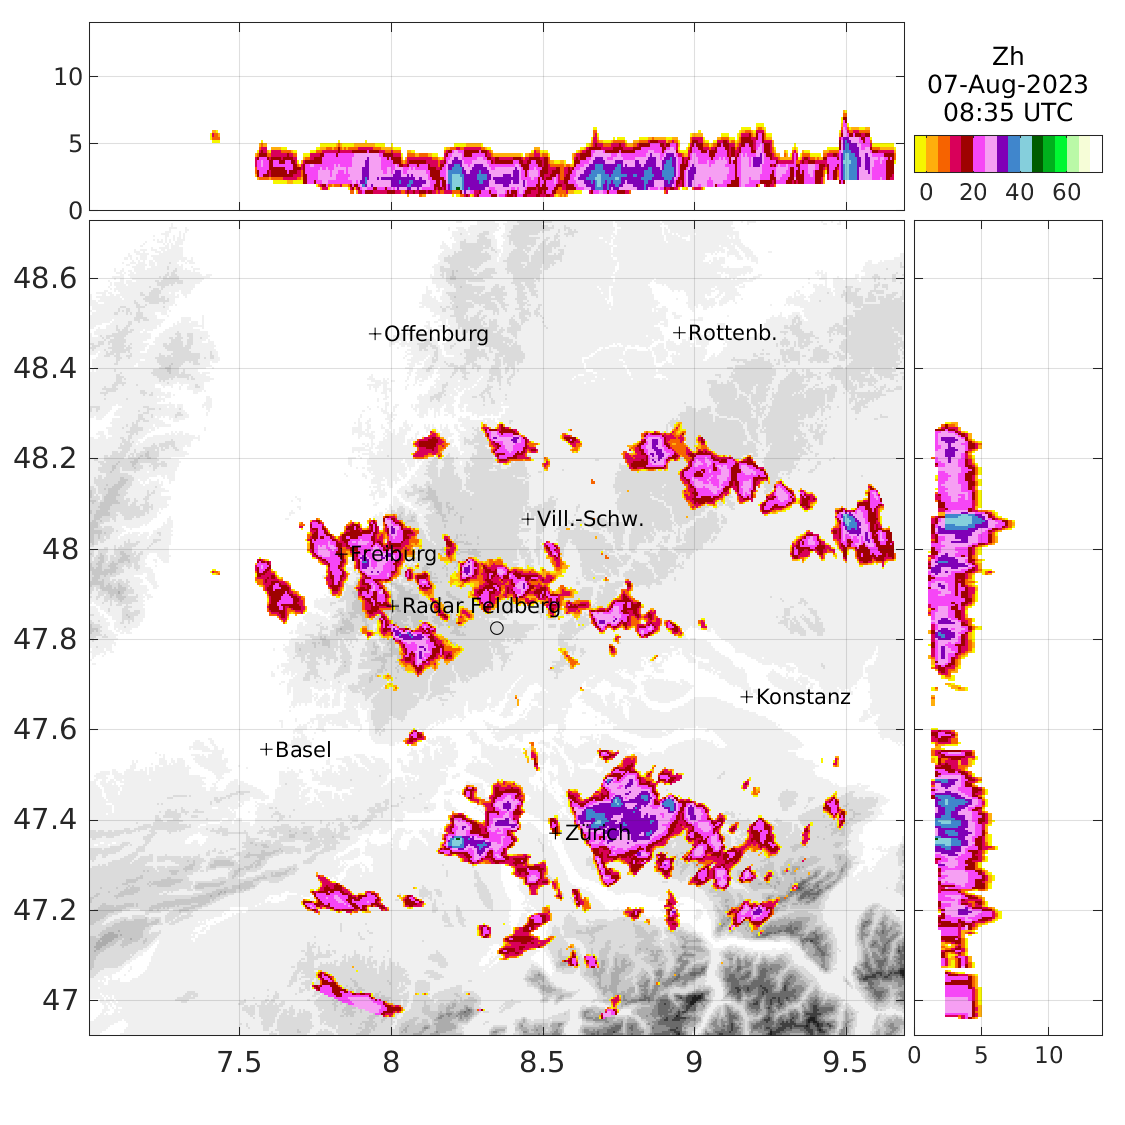 10
5
0
Zh
07-Aug-2023
08:35 UTC
0 20 40 60
48.6
48.4
48.2
48
47.8
47.6
47.4
47.2
47
+Offenburg
+Rottenb.
+Vill.-Schw.
+Freiburg
+Radar Feldberg
+Konstanz
+Basel
+Zürich
7.5 8 8.5 9 9.5
0 5 10